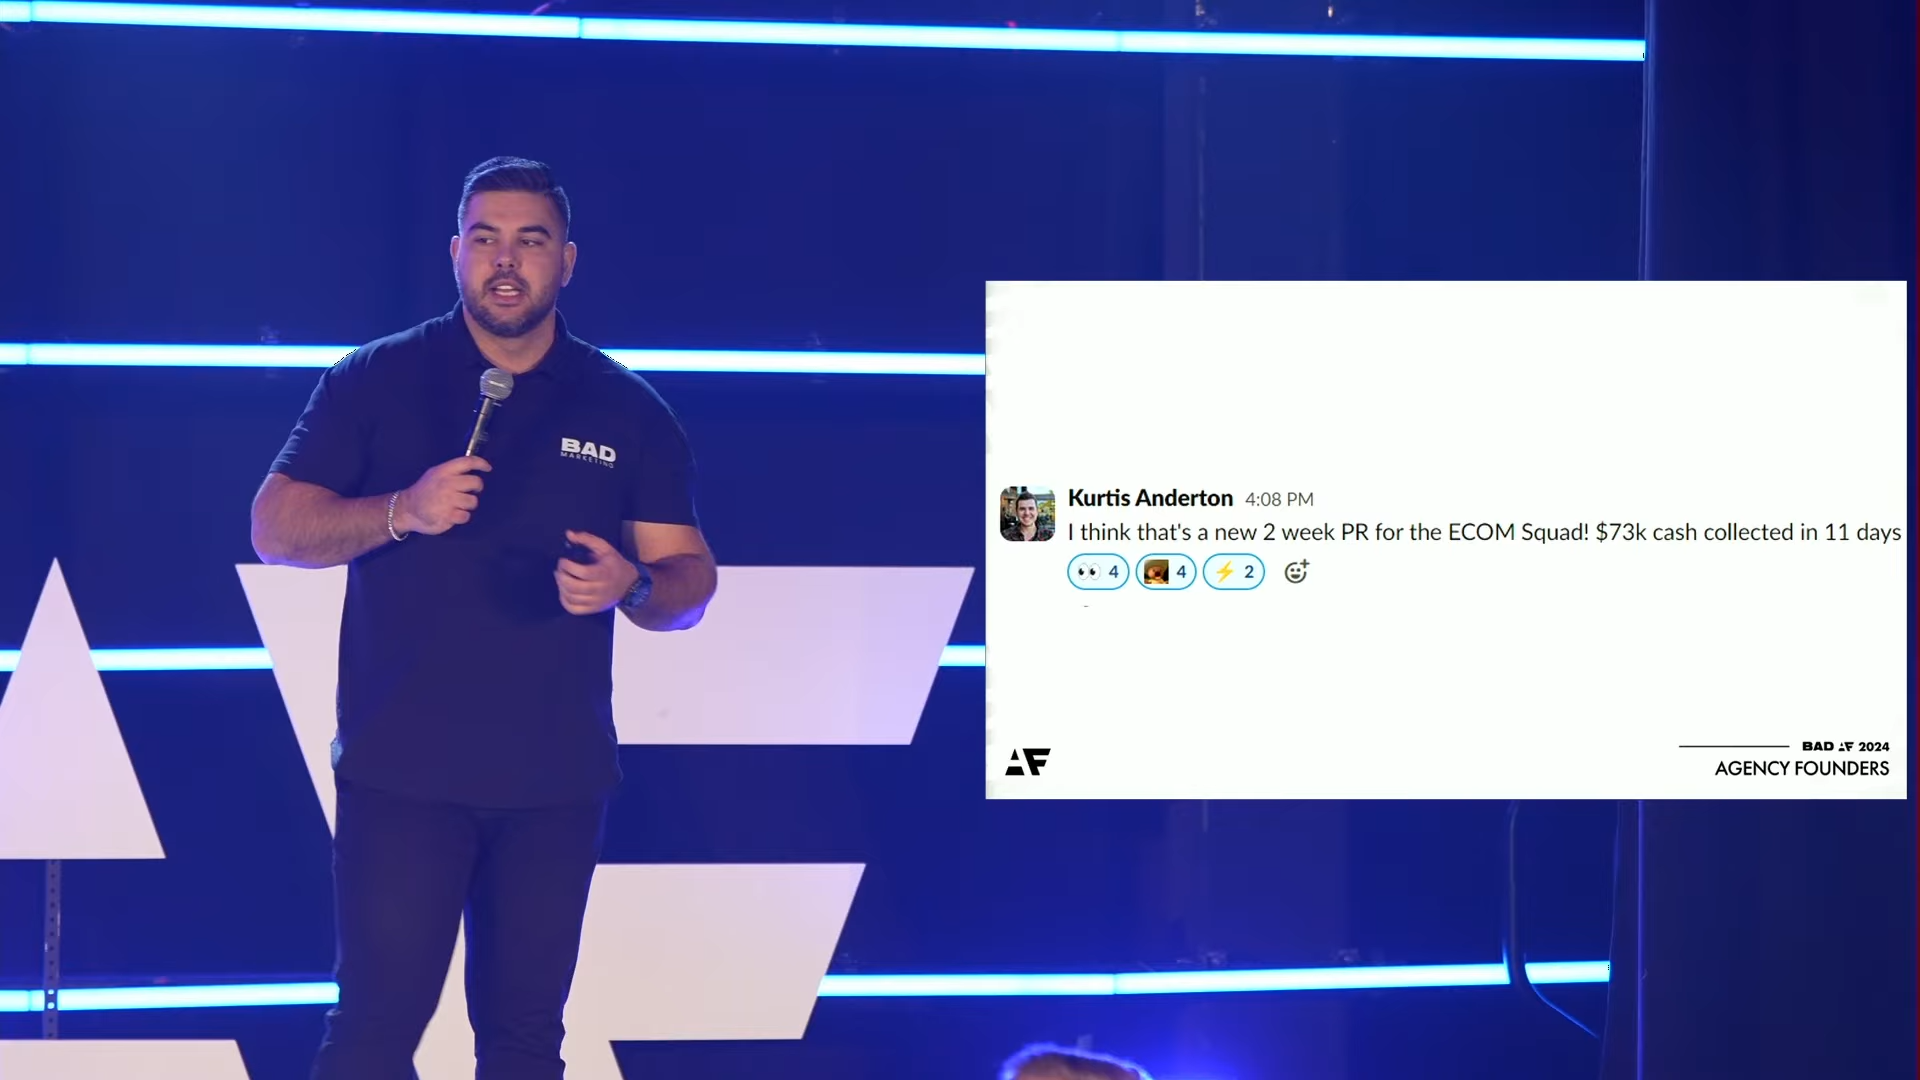 BAD
MARKETING
Kurtis Anderton 4:08 PM
I think that's a new 2 week PR for the ECOM Squad! $73k cash collected in 11 days
4 4 2
AF
BAD AF 2024
AGENCY FOUNDERS